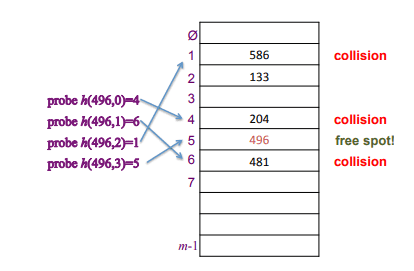 Ø
1 586 collision
2 133
3
probe h(496,0)=4
probe h(496,1)=6 4 204 collision
probe h(496,2)=1 5 496 free spot!
probe h(496,3)=5 6 481 collision
7
m-1